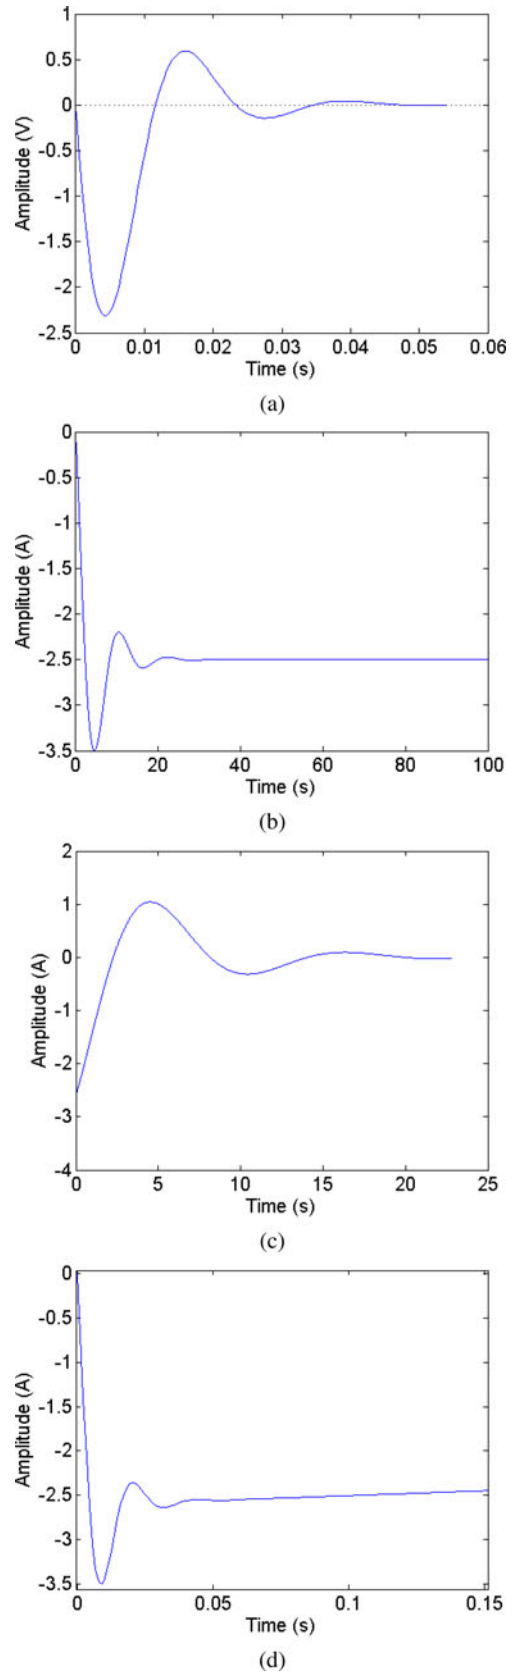 1
0.5
0
-0.5
-1
-1.5
-2
-2.5
Amplitude (V)
0 0.01 0.02 0.03 0.04 0.05 0.06
Time (s)
(a)
0
-0.5
-1
-1.5
-2
-2.5
-3
-3.5
Amplitude (A)
0 20 40 60 80 100
Time (s)
(b)
2
1
0
-1
-2
-3
-4
Amplitude (A)
0 5 10 15 20 25
Time (s)
(c)
0
-0.5
-1
-1.5
-2
-2.5
-3
-3.5
Amplitude (A)
0 0.05 0.1 0.15
Time (s)
(d)